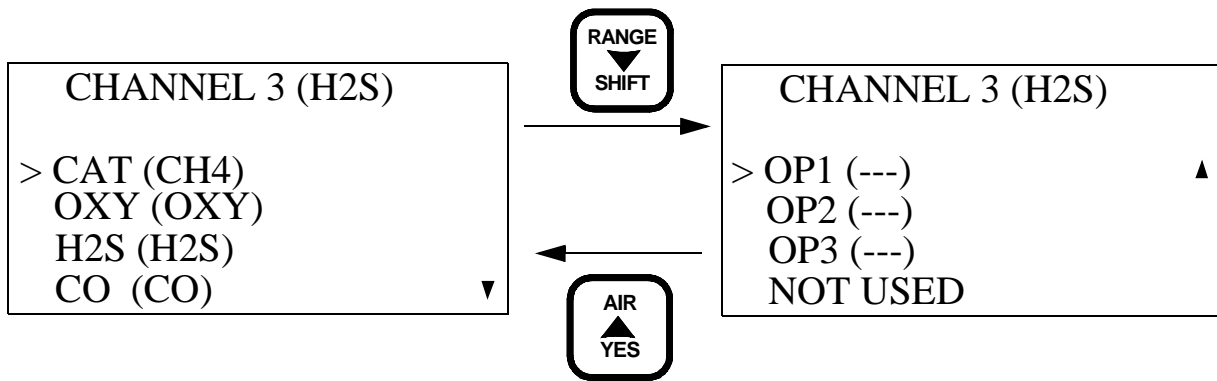 CHANNEL 3 (H2S)
> CAT (CH4)
OXY (OXY)
H2S (H2S)
CO (CO)
RANGE
SHIFT
AIR
YES
CHANNEL 3 (H2S)
> OP1 (---)
OP2 (---)
OP3 (---)
NOT USED